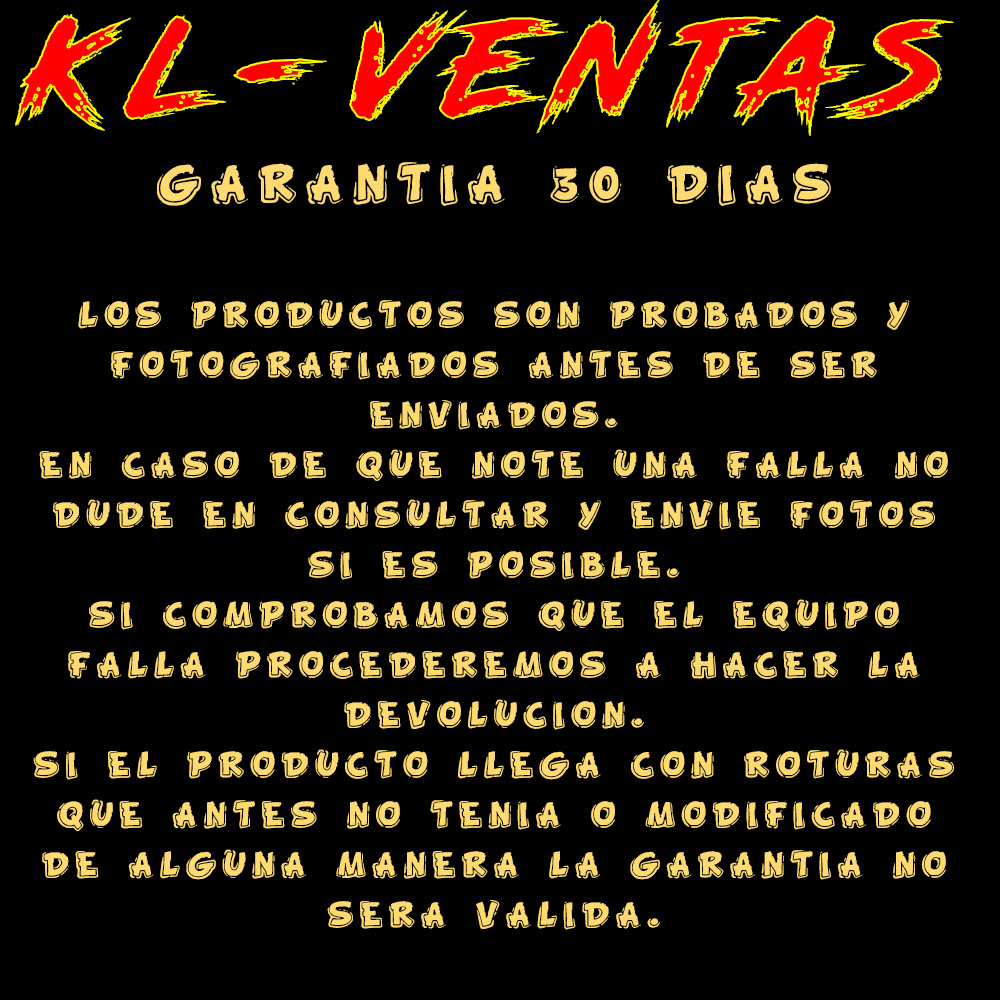 KL-VENTAS
GARANTIA 30 DIAS
LOS PRODUCTOS SON PROBADOS Y
FOTOGRAFIADOS ANTES DE SER
ENVIADOS.
EN CASO DE QUE NOTE UNA FALLA NO
DUDE EN CONSULTAR Y ENVIE FOTOS
SI ES POSIBLE.
SI COMPROBAMOS QUE EL EQUIPO
FALLA PROCEDEREMOS A HACER LA
DEVOLUCION.
SI EL PRODUCTO LLEGA CON ROTURAS
QUE ANTES NO TENIA O MODIFICADO
DE ALGUNA MANERA LA GARANTIA NO
SERA VALIDA.